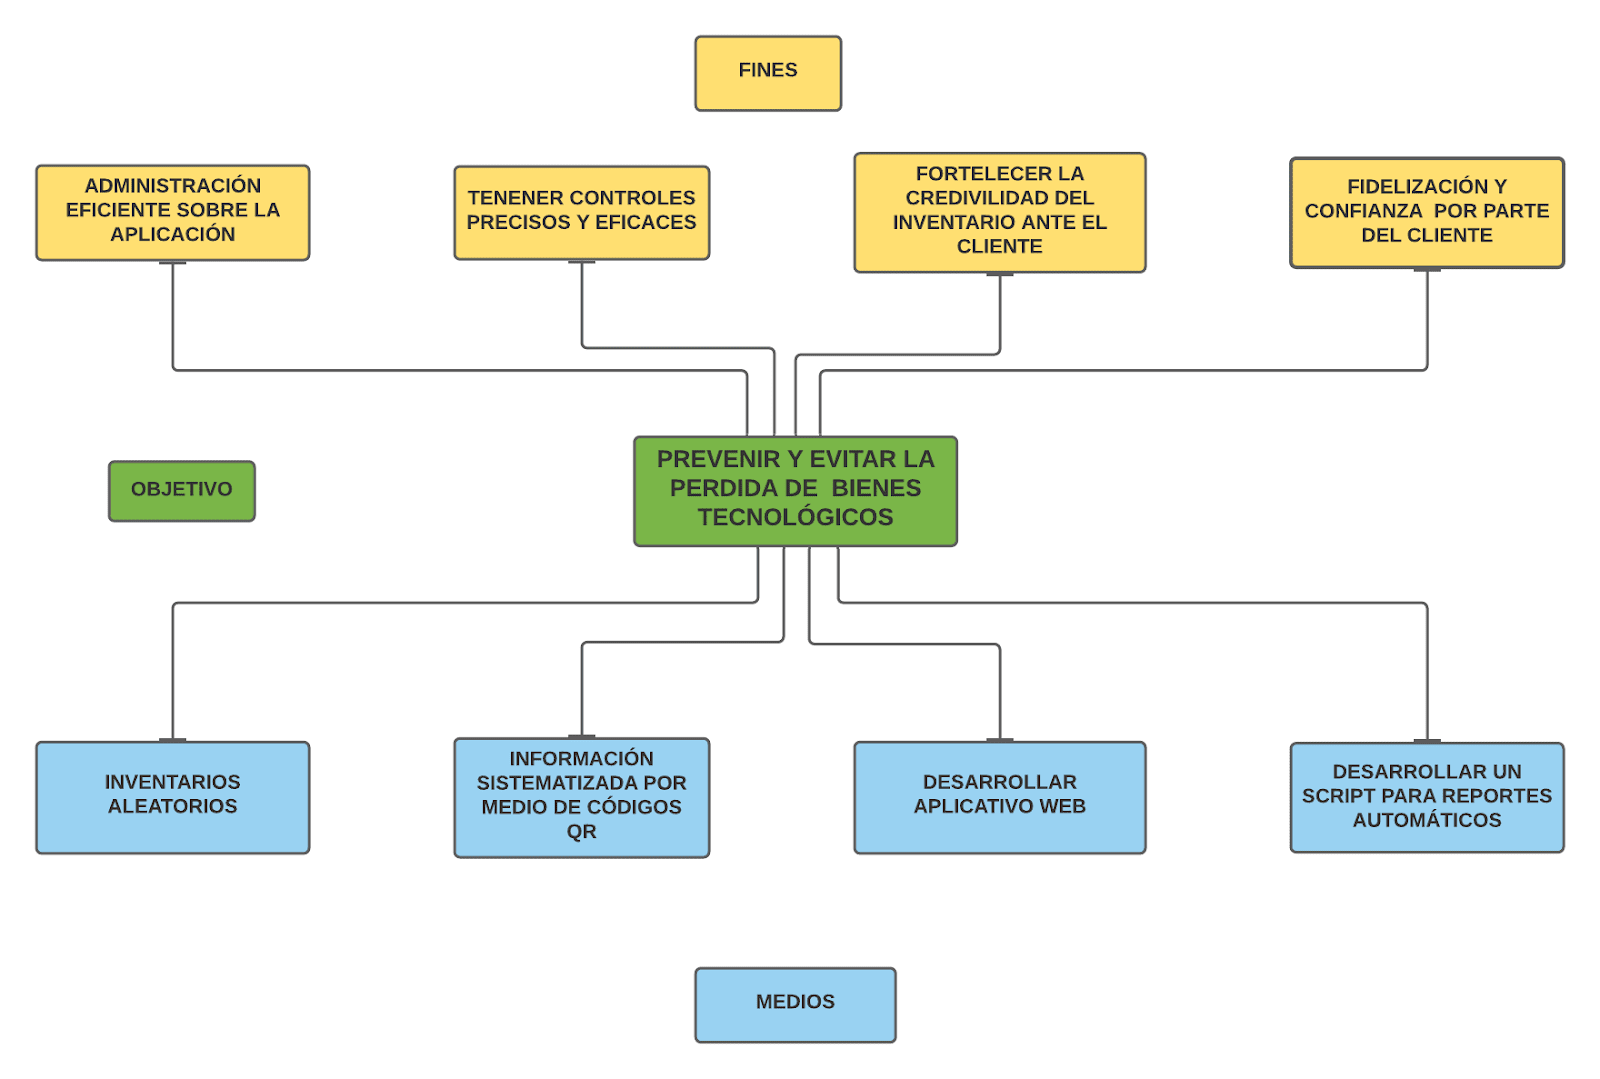 FINES
ADMINISTRACIÓN
EFICIENTE SOBRE LA
APLICACIÓN
TENENER CONTROLES
PRECISOS Y EFICACES
FORTELECER LA
CREDIVILIDAD DEL
INVENTARIO ANTE EL
CLIENTE
FIDELIZACIÓN Y
CONFIANZA POR PARTE
DEL CLIENTE
OBJETIVO
PREVENIR Y EVITAR LA
PERDIDA DE BIENES
TECNOLÓGICOS
INVENTARIOS
ALEATORIOS
INFORMACIÓN
SISTEMATIZADA POR
MEDIO DE CÓDIGOS
QR
DESARROLLAR
APLICATIVO WEB
DESARROLLAR UN
SCRIPT PARA REPORTES
AUTOMÁTICOS
MEDIOS